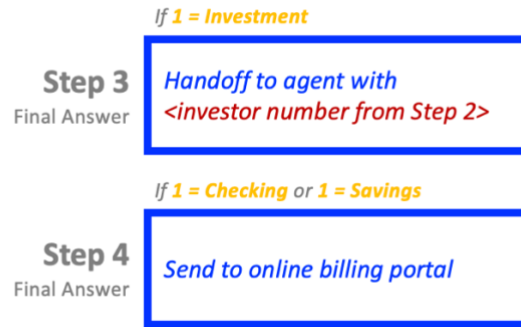 If 1 = Investment
Step 3
Final Answer
Handoff to agent with
<investor number from Step 2>
If 1 = Checking or 1 = Savings
Step 4
Final Answer
Send to online billing portal